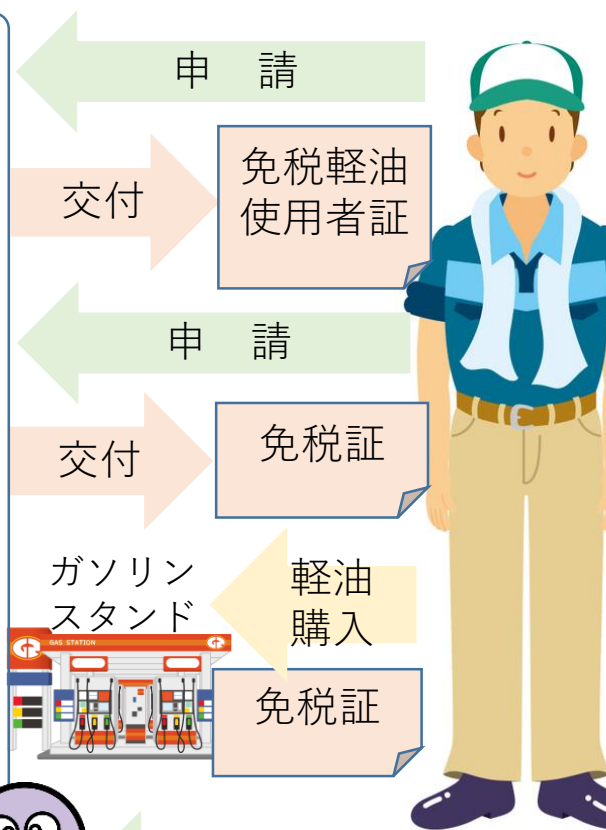 申　請
交付
免税軽油
使用者証
申　請
交付
免税証
ガソリン
スタンド
軽油
購入
GAS STATION
免税証